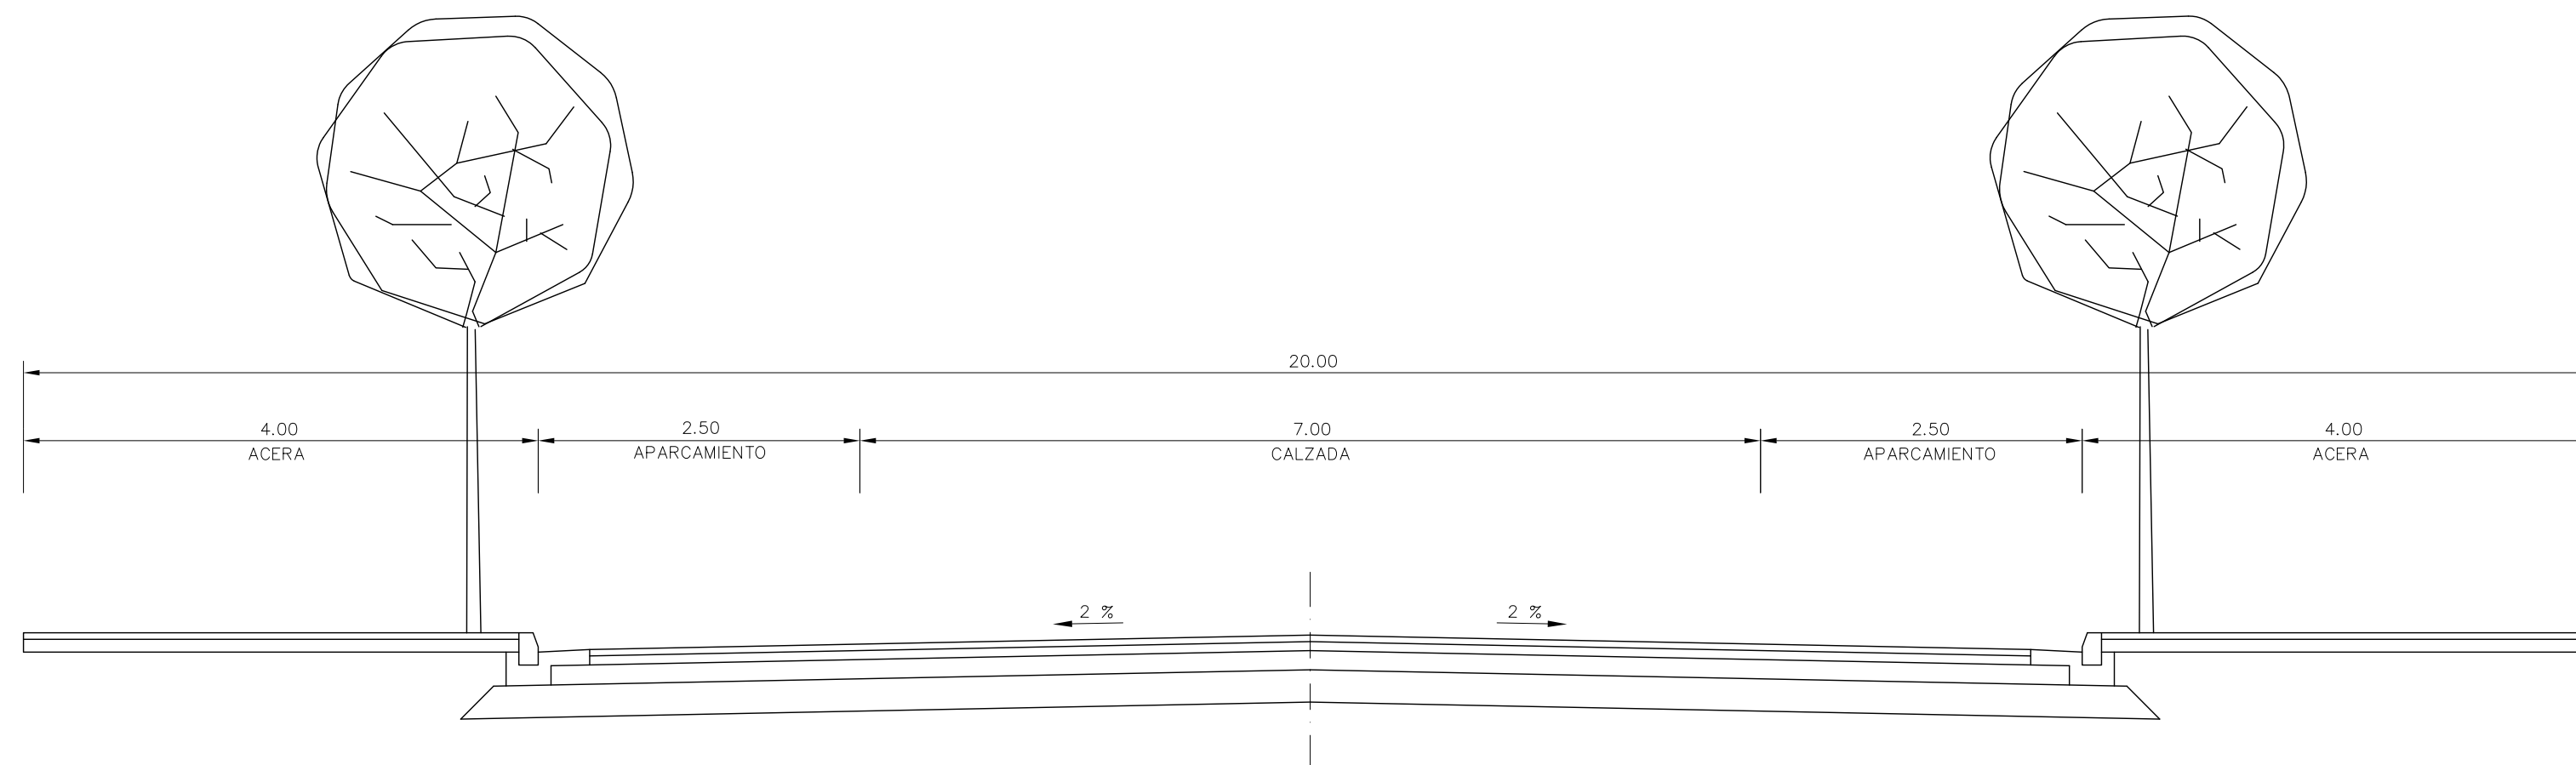 20.00
4.00
2.50
7.00
2.50
4.00
ACERA
APARCAMIENTO
CALZADA
APARCAMIENTO
ACERA
2 %
2 %